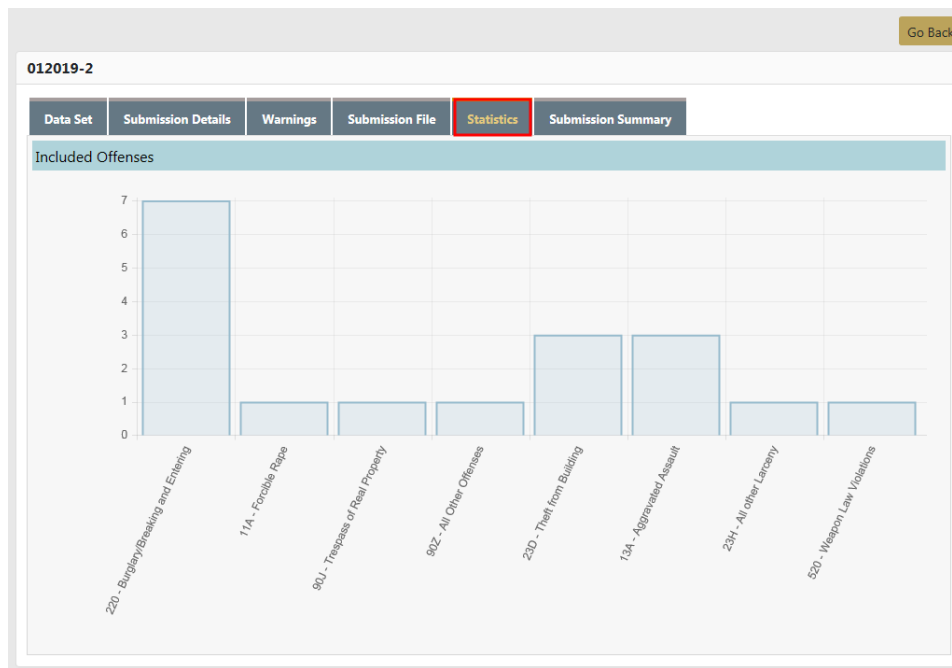 Go Back
012019-2
Data Set
Submission Details
Warnings
Submission File
Statistics
Submission Summary
Included Offenses
7
6
5
4
3
2
1
0
220 - Burglary/Breaking and Entering
11A - Forcible Rape
90J - Trespass of Real Property
90Z - All Other Offenses
23D - Theft from Building
13A - Aggravated Assault
23H - All other Larceny
520 - Weapon Law Violations